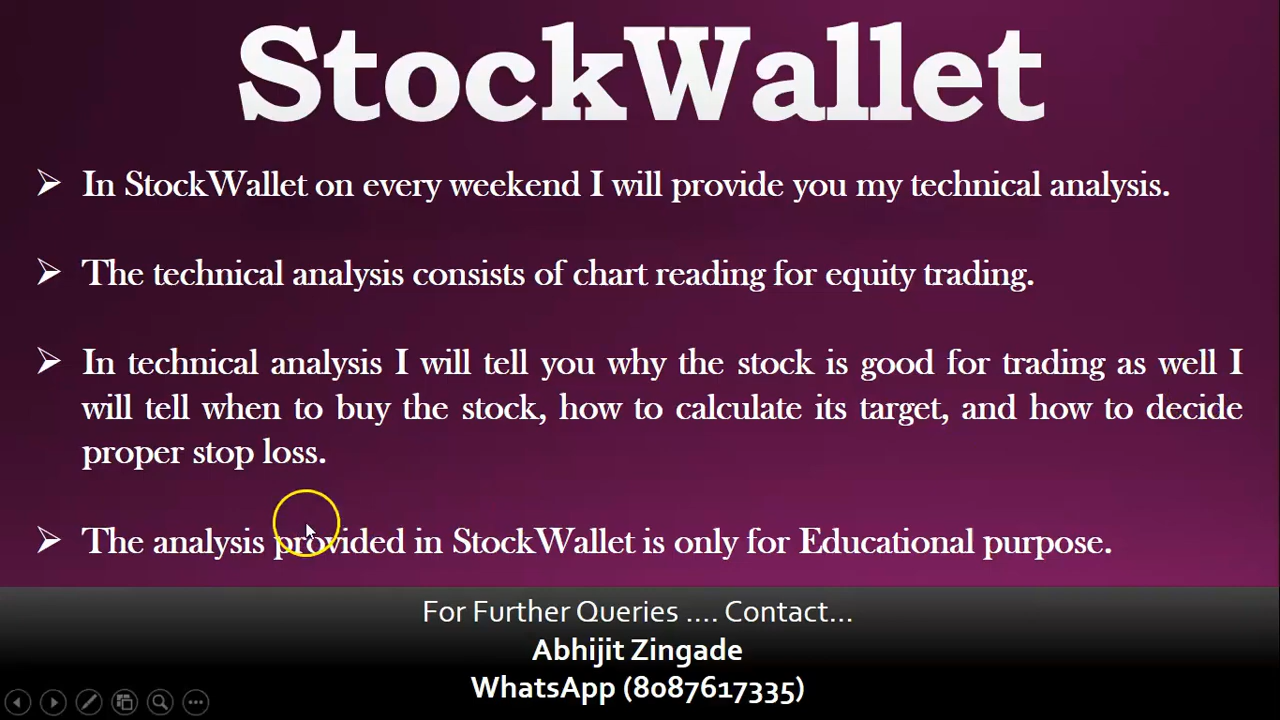 StockWallet
➢ In StockWallet on every weekend I will provide you my technical analysis.
➢ The technical analysis consists of chart reading for equity trading.
➢ In technical analysis I will tell you why the stock is good for trading as well I
will tell when to buy the stock, how to calculate its target, and how to decide
proper stop loss.
➢ The analysis provided in StockWallet is only for Educational purpose.
For Further Queries .... Contact...
Abhijit Zingade
WhatsApp (8087617335)